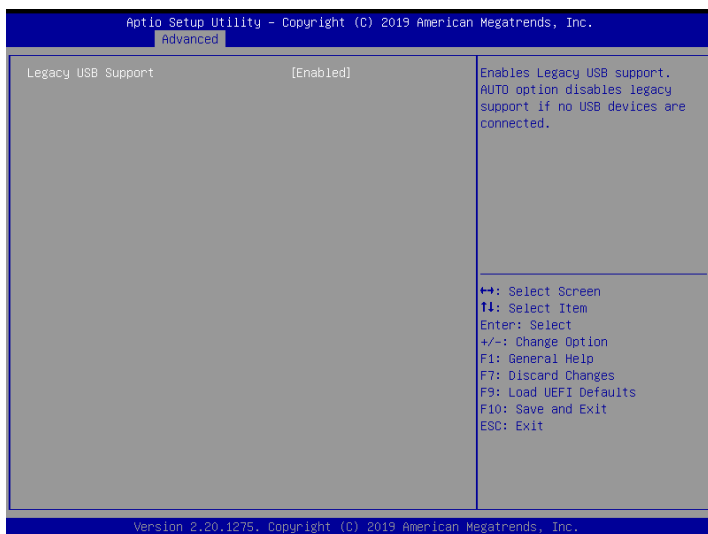 Aptio Setup Utility – Copyright (C) 2019 American Megatrends, Inc.
Advanced
Legacy USB Support [Enabled]
Enables Legacy USB support.
AUTO option disables legacy
support if no USB devices are
connected.
↔: Select Screen
↑↓: Select Item
Enter: Select
+/-: Change Option
F1: General Help
F7: Discard Changes
F9: Load UEFI Defaults
F10: Save and Exit
ESC: Exit
Version 2.20.1275. Copyright (C) 2019 American Megatrends, Inc.